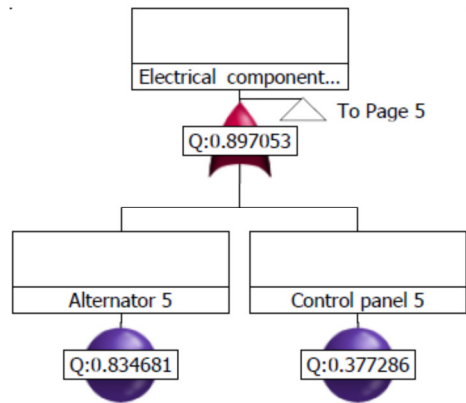 Electrical component...
To Page 5
Q:0.897053
Alternator 5
Control panel 5
Q:0.834681
Q:0.377286